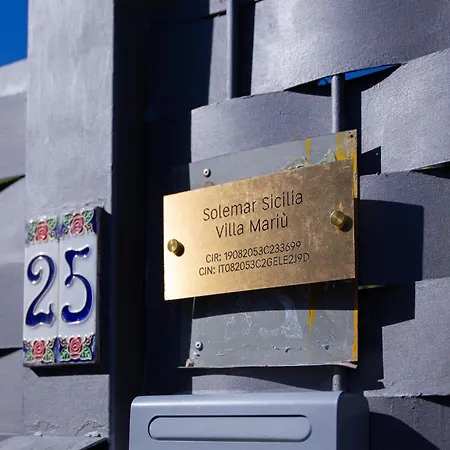 25
Solemar Sicilia
Villa Mariù
CIR: 19082053C233699
CIN: IT082053C2GELE2J9D